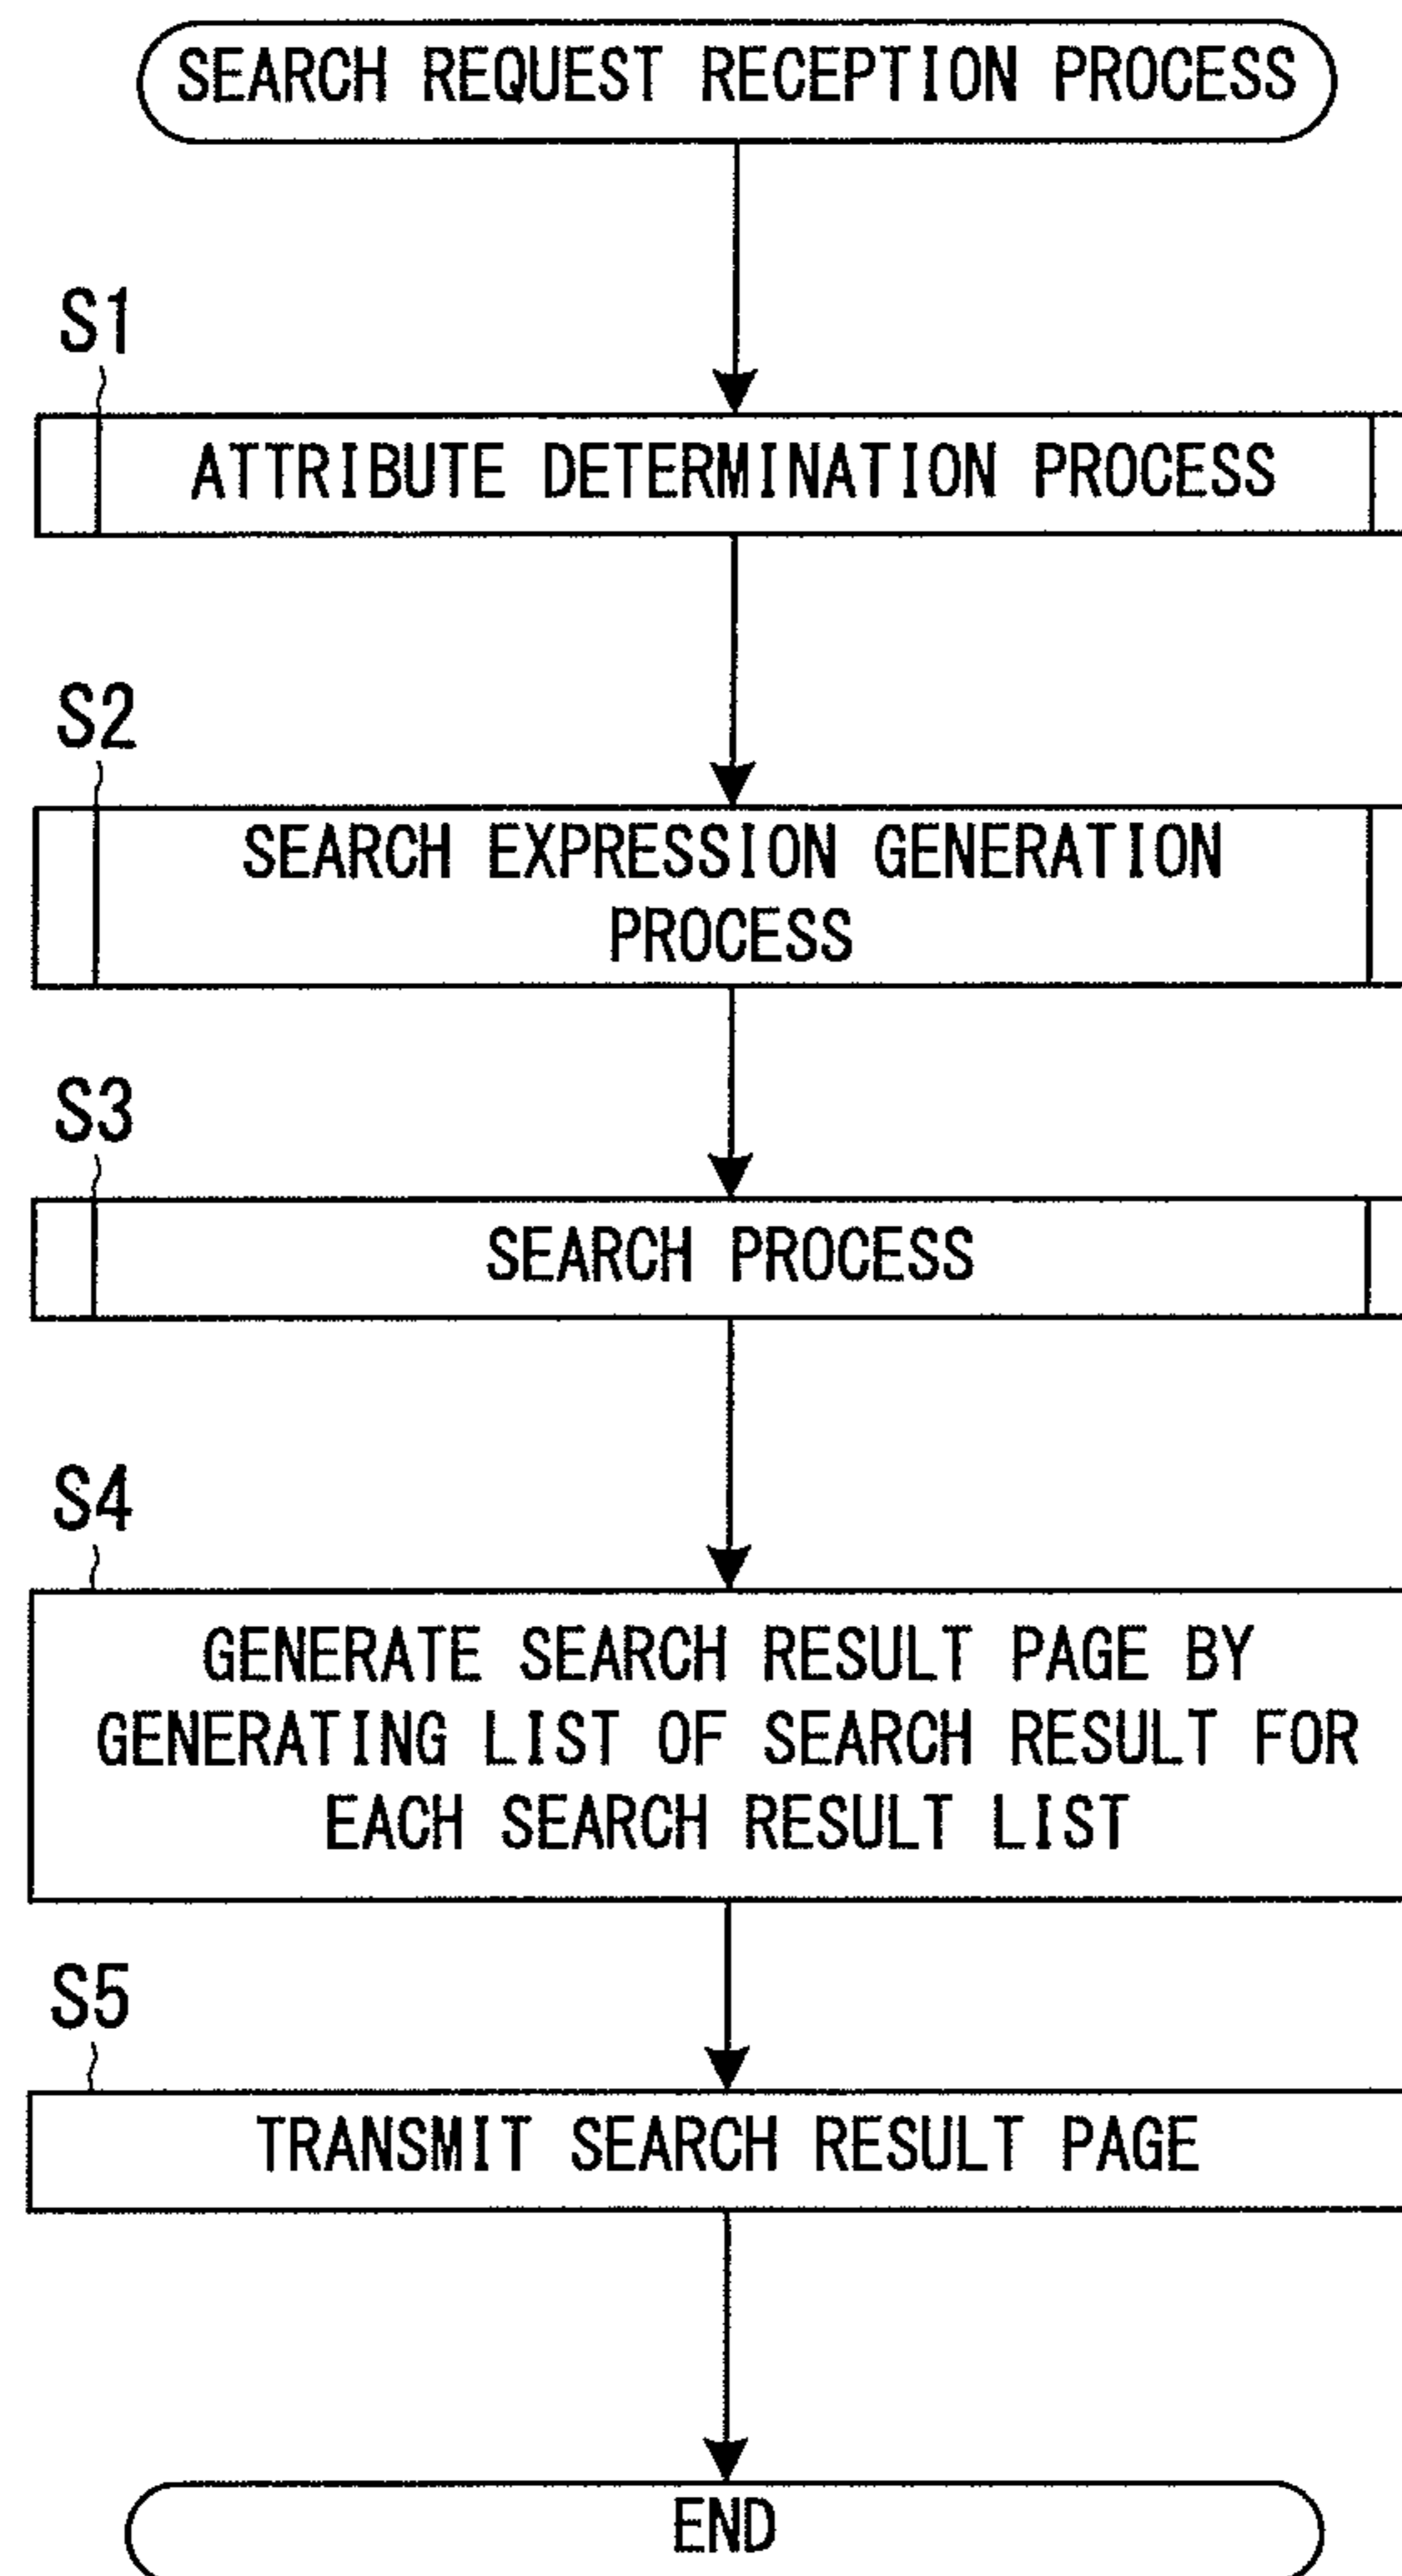 SEARCH REQUEST RECEPTION PROCESS
S1
ATTRIBUTE DETERMINATION PROCESS
S2
SEARCH EXPRESSION GENERATION
PROCESS
S3
SEARCH PROCESS
S4
GENERATE SEARCH RESULT PAGE BY
GENERATING LIST OF SEARCH RESULT FOR
EACH SEARCH RESULT LIST
S5
TRANSMIT SEARCH RESULT PAGE
END